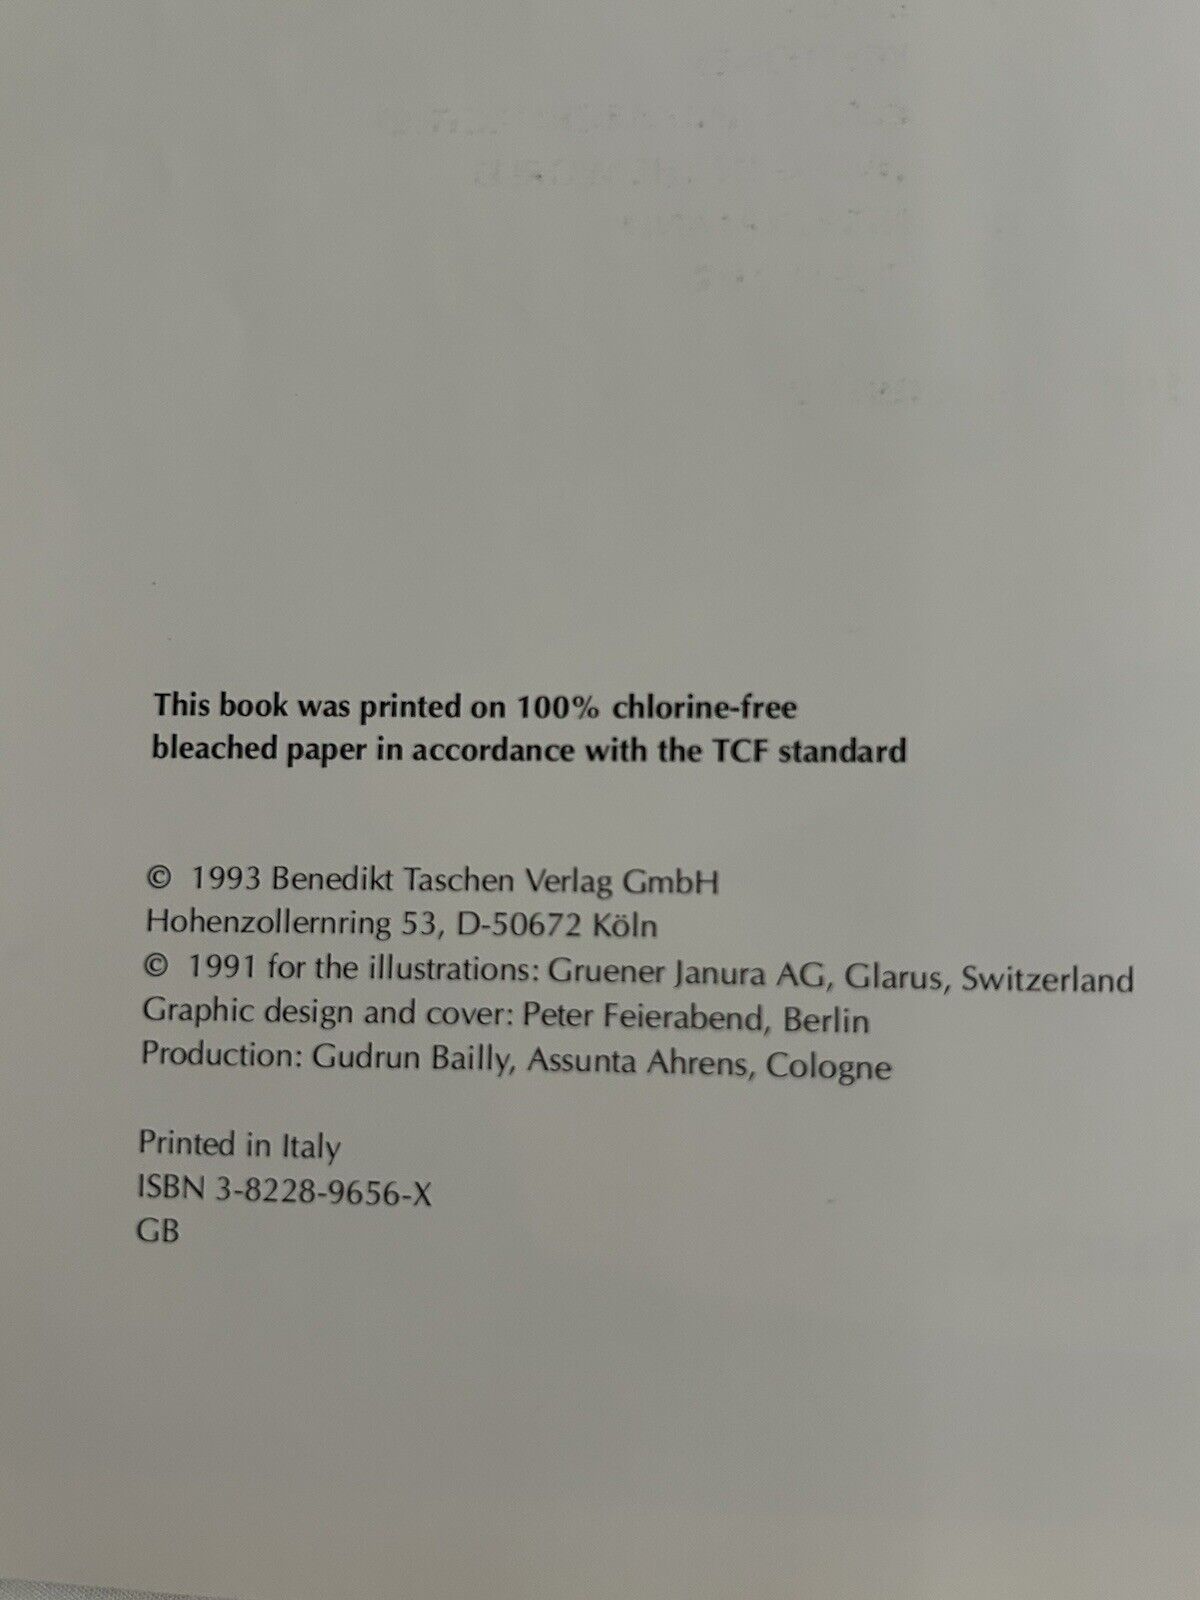 This book was printed on 100% chlorine-free
bleached paper in accordance with the TCF standard
© 1993 Benedikt Taschen Verlag GmbH
Hohenzollernring 53, D-50672 Köln
© 1991 for the illustrations: Gruener Janura AG, Glarus, Switzerland
Graphic design and cover: Peter Feierabend, Berlin
Production: Gudrun Bailly, Assunta Ahrens, Cologne
Printed in Italy
ISBN 3-8228-9656-X
GB